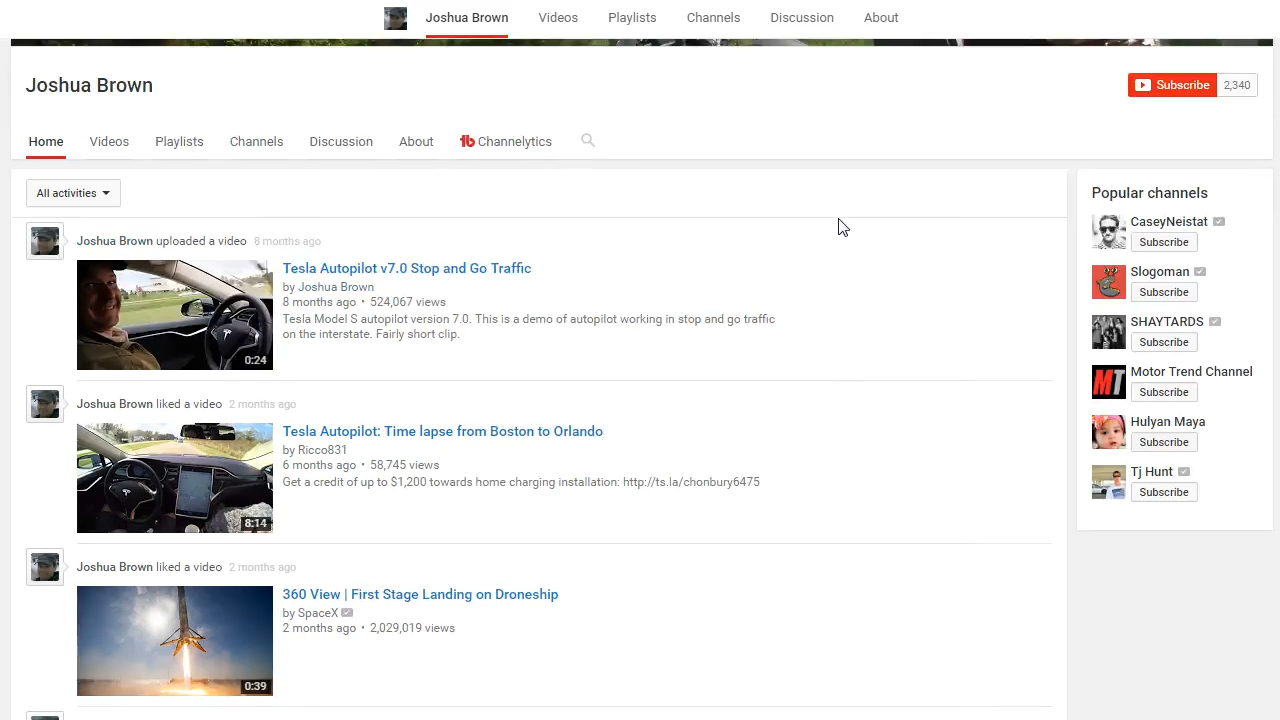 Joshua Brown Videos Playlists Channels Discussion About
Joshua Brown
Subscribe 2,340
Home Videos Playlists Channels Discussion About Channelytics
All activities
Joshua Brown uploaded a video 8 months ago
Tesla Autopilot v7.0 Stop and Go Traffic
by Joshua Brown
8 months ago • 524,067 views
Tesla Model S autopilot version 7.0. This is a demo of autopilot working in stop and go traffic
on the interstate. Fairly short clip.
0:24
Joshua Brown liked a video 2 months ago
Tesla Autopilot: Time lapse from Boston to Orlando
by Ricco831
6 months ago • 58,745 views
Get a credit of up to $1,200 towards home charging installation: http://ts.la/chonbury6475
8:14
Joshua Brown liked a video 2 months ago
360 View | First Stage Landing on Droneship
by SpaceX
2 months ago • 2,029,019 views
0:39
Popular channels
CaseyNeistat
Subscribe
Slogoman
Subscribe
SHAYTARDS
Subscribe
MT
Motor Trend Channel
Subscribe
Hulyan Maya
Subscribe
Tj Hunt
Subscribe